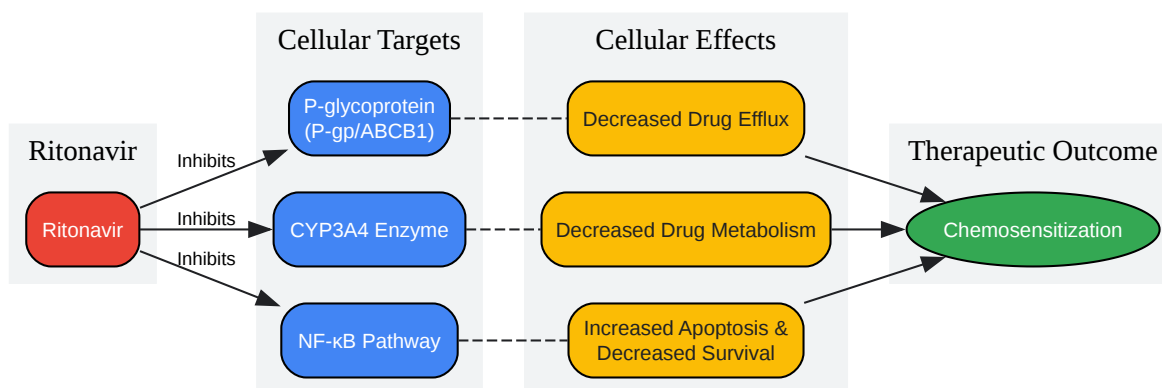 Cellular Targets
Cellular Effects
P-glycoprotein
(P-gp/ABCB1)
Decreased Drug Efflux
Ritonavir
Inhibits
Therapeutic Outcome
Ritonavir
Inhibits
CYP3A4 Enzyme
Decreased Drug Metabolism
Chemosensitization
Inhibits
NF-κB Pathway
Increased Apoptosis &
Decreased Survival